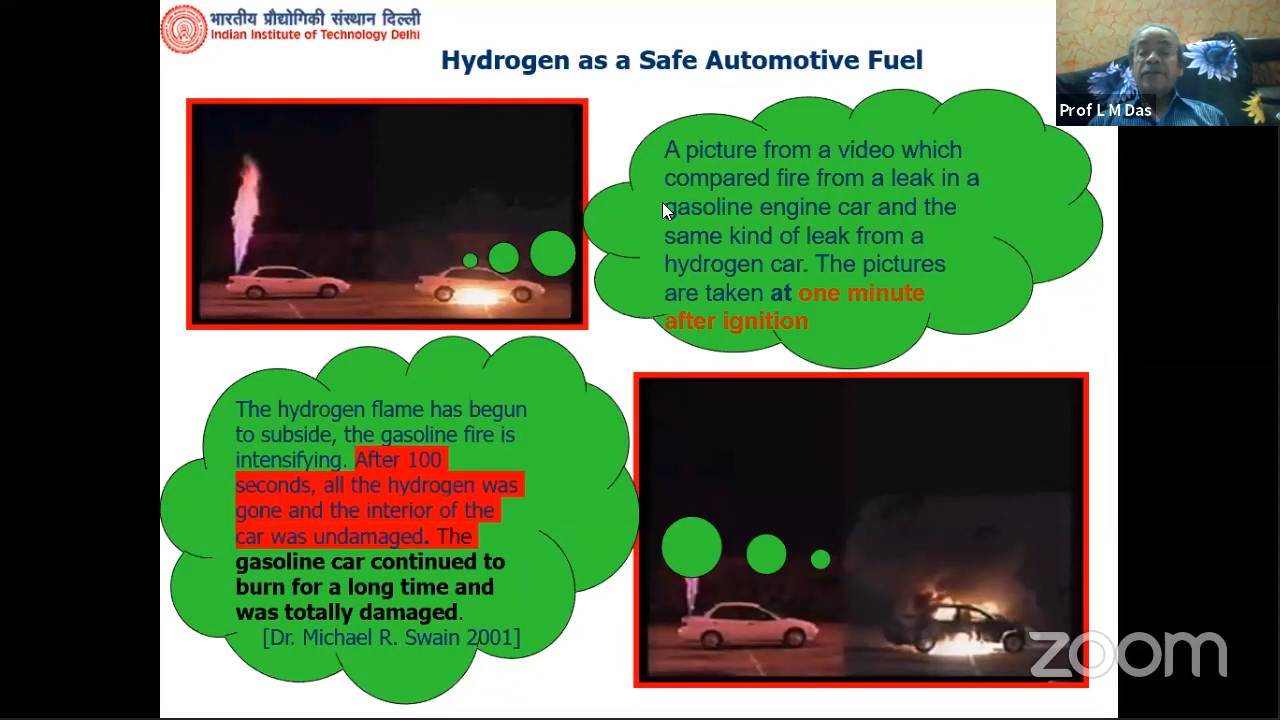 भारतीय प्रौद्योगिकी संस्थान दिल्ली
Indian Institute of Technology Delhi
Hydrogen as a Safe Automotive Fuel
Prof L M Das
A picture from a video which
compared fire from a leak in a
gasoline engine car and the
same kind of leak from a
hydrogen car. The pictures
are taken at one minute
after ignition
The hydrogen flame has begun
to subside, the gasoline fire is
intensifying. After 100
seconds, all the hydrogen was
gone and the interior of the
car was undamaged. The
gasoline car continued to
burn for a long time and
was totally damaged.
[Dr. Michael R. Swain 2001]
zoom